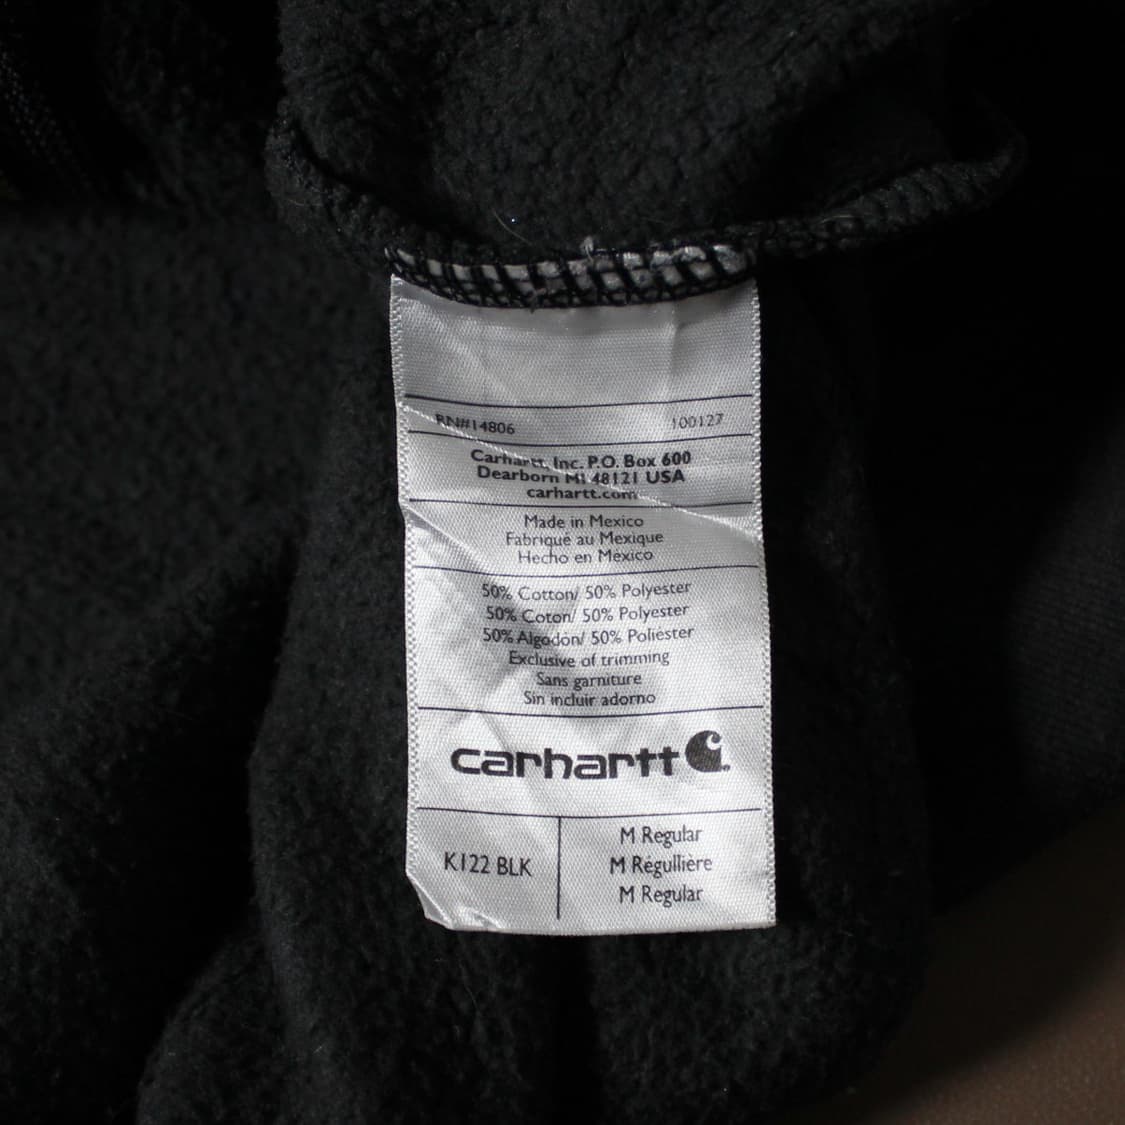 RN#14806 100127
Carhartt, Inc. P.O. Box 600
Dearborn MI 48121 USA
carhartt.com
Made in Mexico
Fabriqué au Mexique
Hecho en México
50% Cotton/ 50% Polyester
50% Coton/ 50% Polyester
50% Algodón/ 50% Poliéster
Exclusive of trimming
Sans garniture
Sin incluir adorno
carhartt
K122 BLK
M Regular
M Régullière
M Regular